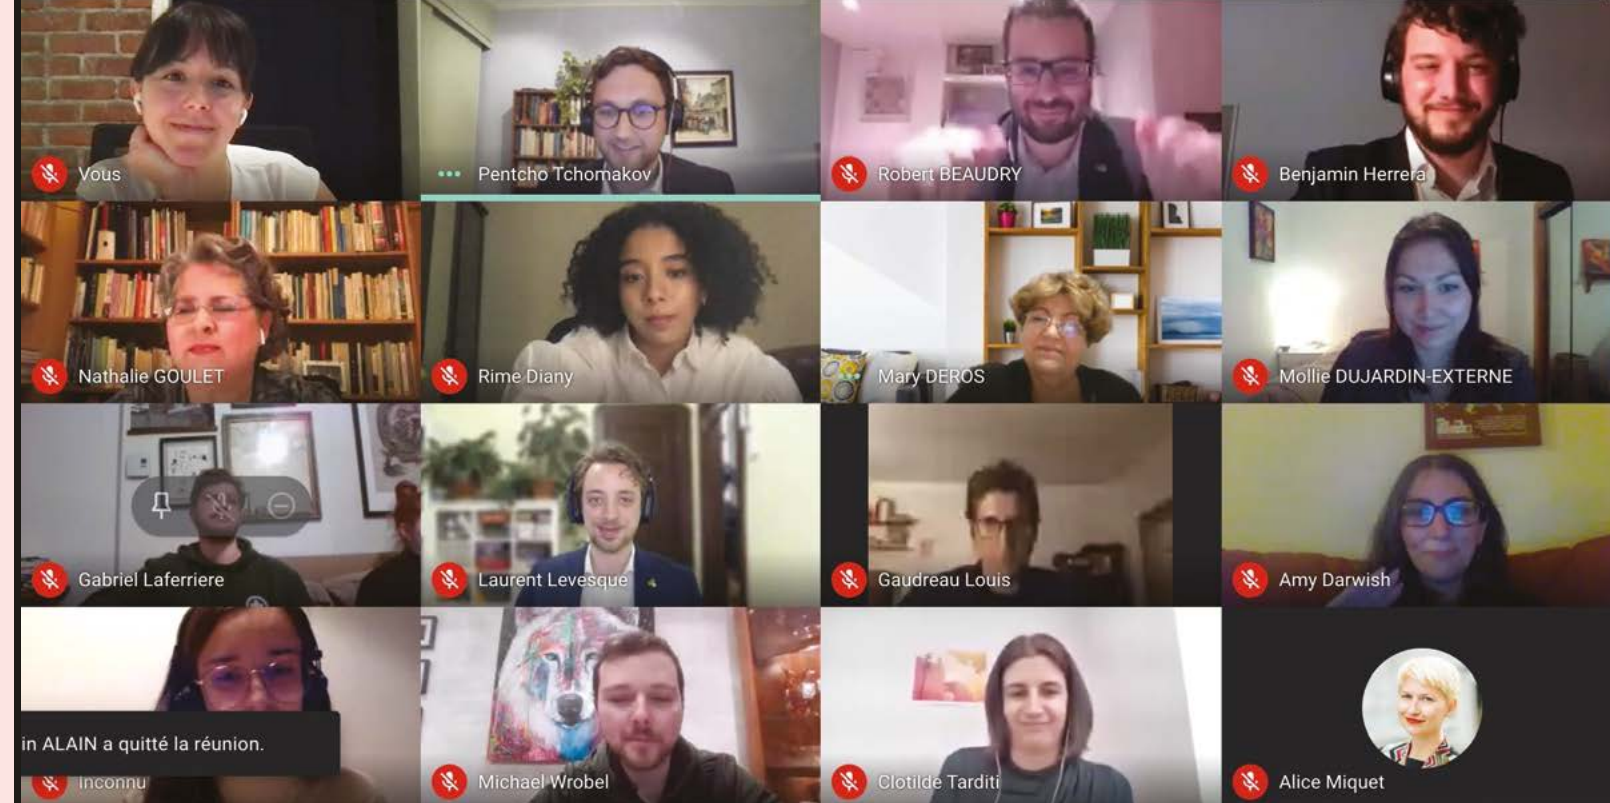 Vous
Pentcho Tchomakov
Robert BEAUDRY
Benjamin Herrera
Nathalie GOULET
Rime Diany
Mary DEROS
Mollie DUJARDIN-EXTERNE
Gabriel Laferriere
Laurent Levesque
Gaudreau Louis
Amy Darwish
in ALAIN a quitté la réunion.
Inconnu
Michael Wrobel
Clotilde Tarditi
Alice Miquet